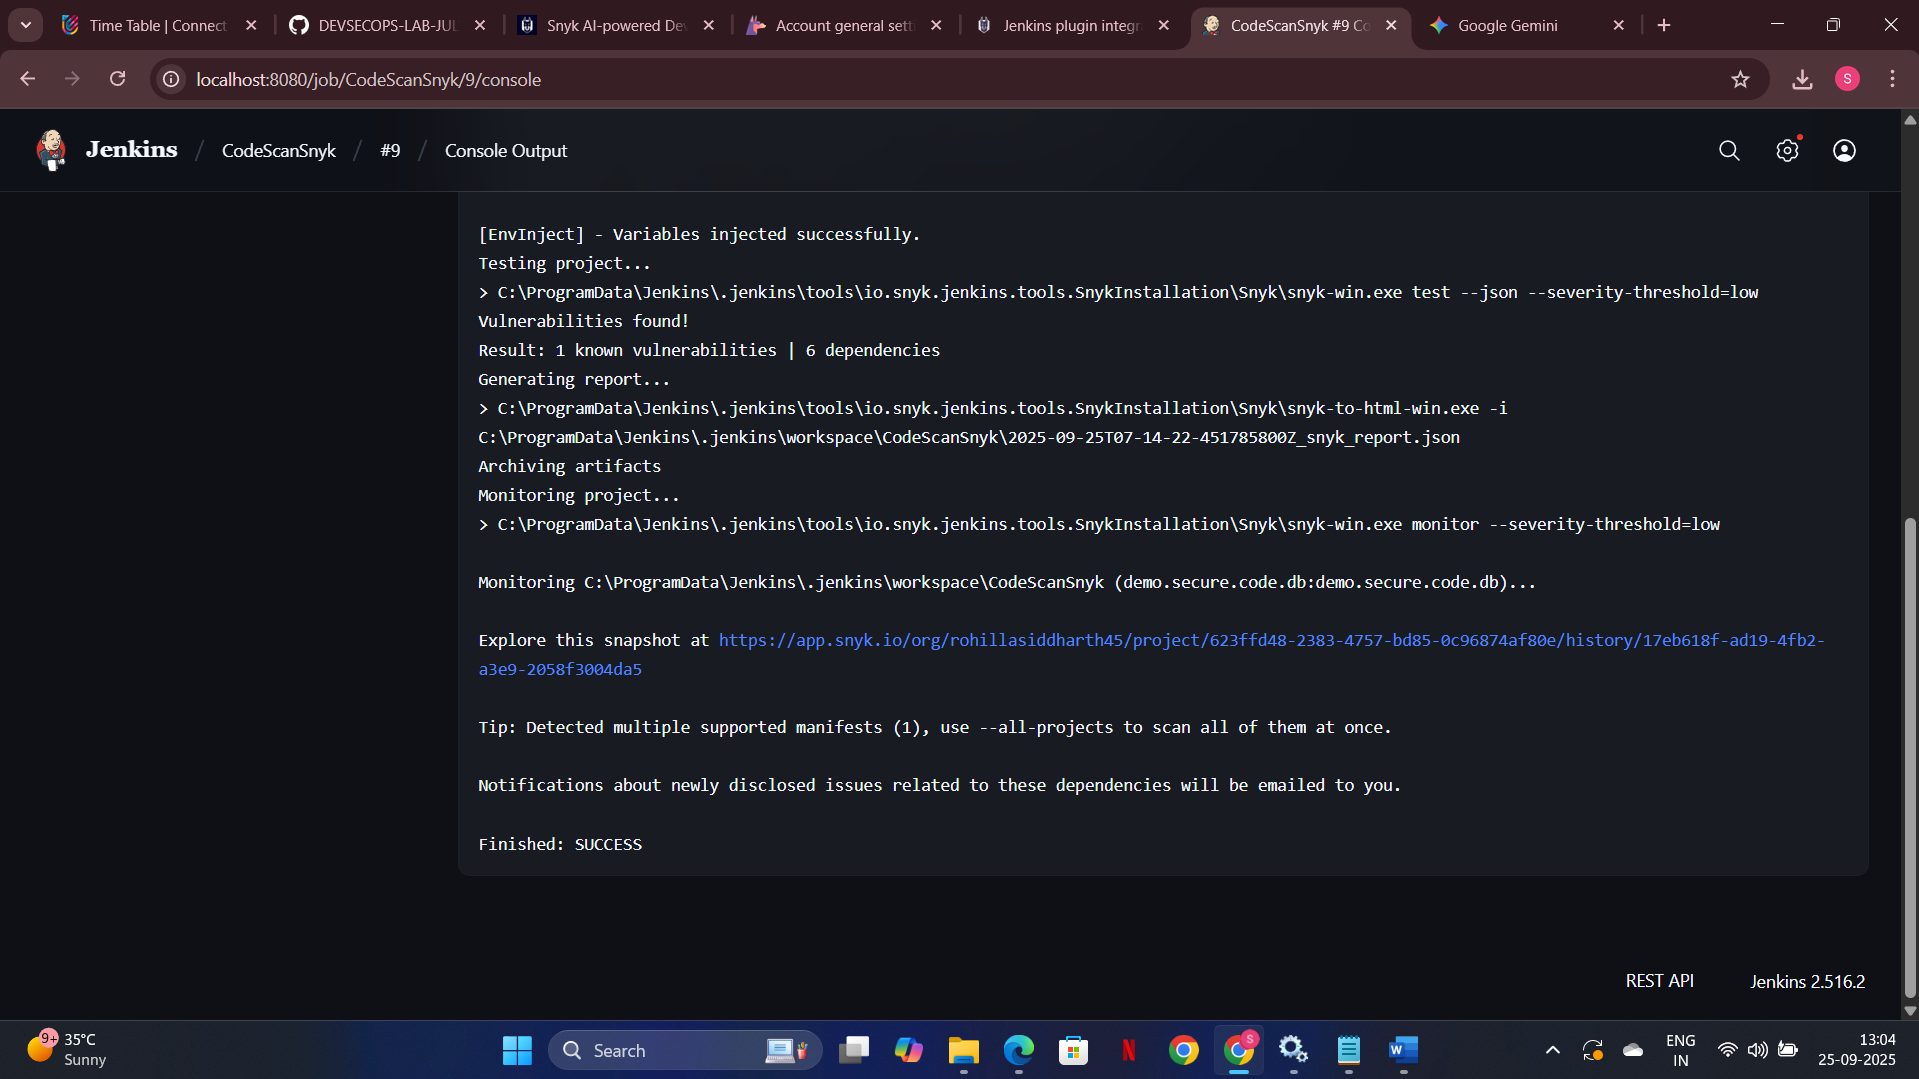 Time Table | Connect
DEVSECOPS-LAB-JUL
Snyk AI-powered Dev
Account general sett
Jenkins plugin integra
CodeScanSnyk #9 Co
Google Gemini
localhost:8080/job/CodeScanSnyk/9/console
S
Jenkins / CodeScanSnyk / #9 / Console Output
[EnvInject] - Variables injected successfully.
Testing project...
> C:\ProgramData\Jenkins\.jenkins\tools\io.snyk.jenkins.tools.SnykInstallation\Snyk\snyk-win.exe test --json --severity-threshold=low
Vulnerabilities found!
Result: 1 known vulnerabilities | 6 dependencies
Generating report...
> C:\ProgramData\Jenkins\.jenkins\tools\io.snyk.jenkins.tools.SnykInstallation\Snyk\snyk-to-html-win.exe -i
C:\ProgramData\Jenkins\.jenkins\workspace\CodeScanSnyk\2025-09-25T07-14-22-451785800Z_snyk_report.json
Archiving artifacts
Monitoring project...
> C:\ProgramData\Jenkins\.jenkins\tools\io.snyk.jenkins.tools.SnykInstallation\Snyk\snyk-win.exe monitor --severity-threshold=low
Monitoring C:\ProgramData\Jenkins\.jenkins\workspace\CodeScanSnyk (demo.secure.code.db:demo.secure.code.db)...
Explore this snapshot at https://app.snyk.io/org/rohillasiddharth45/project/623ffd48-2383-4757-bd85-0c96874af80e/history/17eb618f-ad19-4fb2-
a3e9-2058f3004da5
Tip: Detected multiple supported manifests (1), use --all-projects to scan all of them at once.
Notifications about newly disclosed issues related to these dependencies will be emailed to you.
Finished: SUCCESS
REST API
Jenkins 2.516.2
9+
35°C
Sunny
Search
S
ENG
IN
13:04
25-09-2025